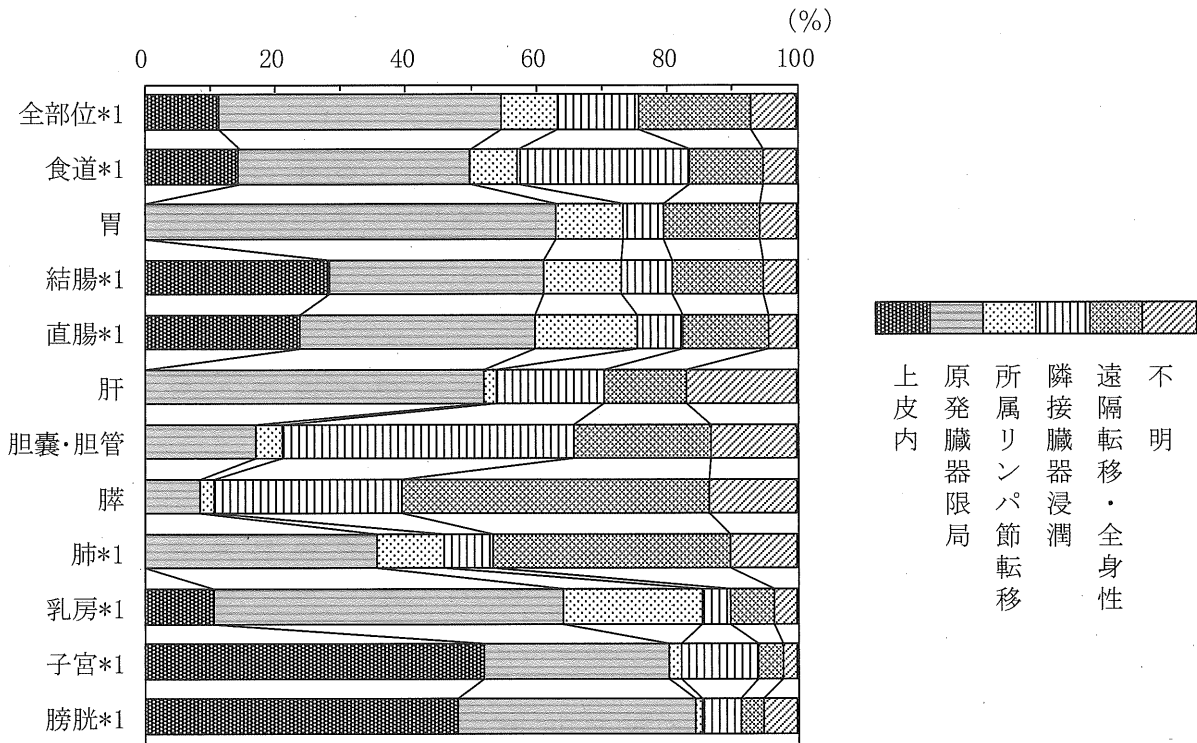 (%)
0 20 40 60 80 100
全部位*1
食道*1
胃
結腸*1
直腸*1
肝
胆嚢・胆管
膵
肺*1
乳房*1
子宮*1
膀胱*1
上皮内
原発臓器限局
所属リンパ節転移
隣接臓器浸潤
遠隔転移・全身性
不明